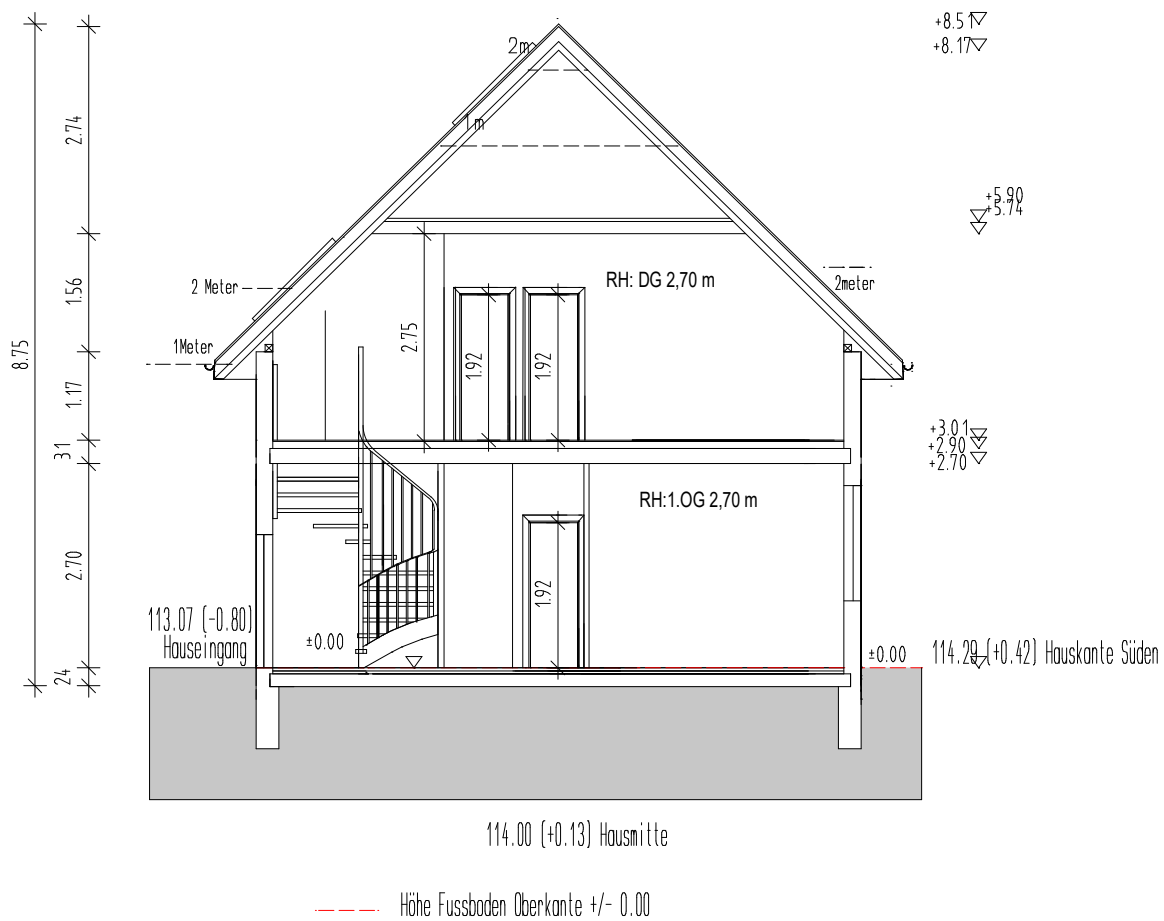 +8.51
+8.17
2m
2.74
1m
+5.90
+5.74
RH: DG 2,70 m
2 Meter
2meter
1.56
8.75
2.75
1.92
1.92
1Meter
1.17
31
+3.01
+2.90
+2.70
RH:1.OG 2,70 m
2.70
1.92
113.07 (-0.80)
Hauseingang
±0.00
±0.00
114.29 (+0.42) Hauskante Süden
24
114.00 (+0.13) Hausmitte
Höhe Fussboden Oberkante +/- 0.00